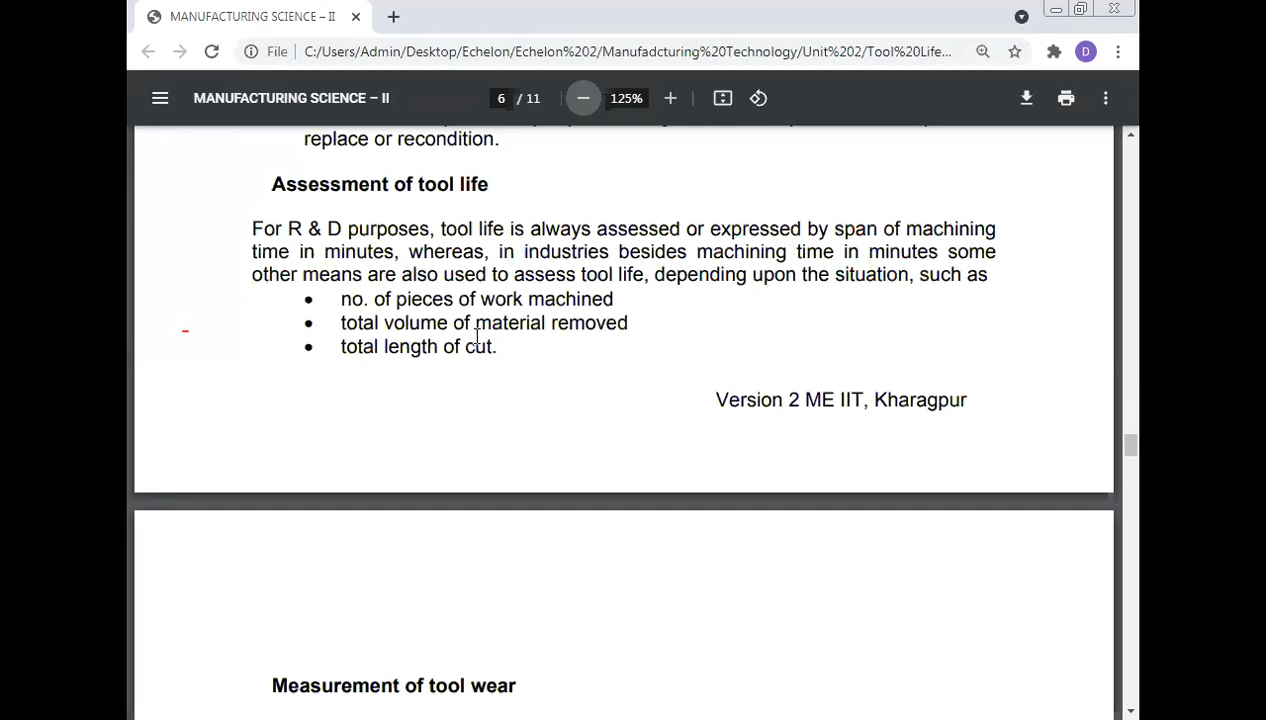 MANUFACTURING SCIENCE – II
File C:/Users/Admin/Desktop/Echelon/Echelon%202/Manufadcturing%20Technology/Unit%202/Tool%20Life... D
MANUFACTURING SCIENCE – II 6 / 11 125%
replace or recondition.
Assessment of tool life
For R & D purposes, tool life is always assessed or expressed by span of machining
time in minutes, whereas, in industries besides machining time in minutes some
other means are also used to assess tool life, depending upon the situation, such as
• no. of pieces of work machined
• total volume of material removed
• total length of cut.
Version 2 ME IIT, Kharagpur
Measurement of tool wear